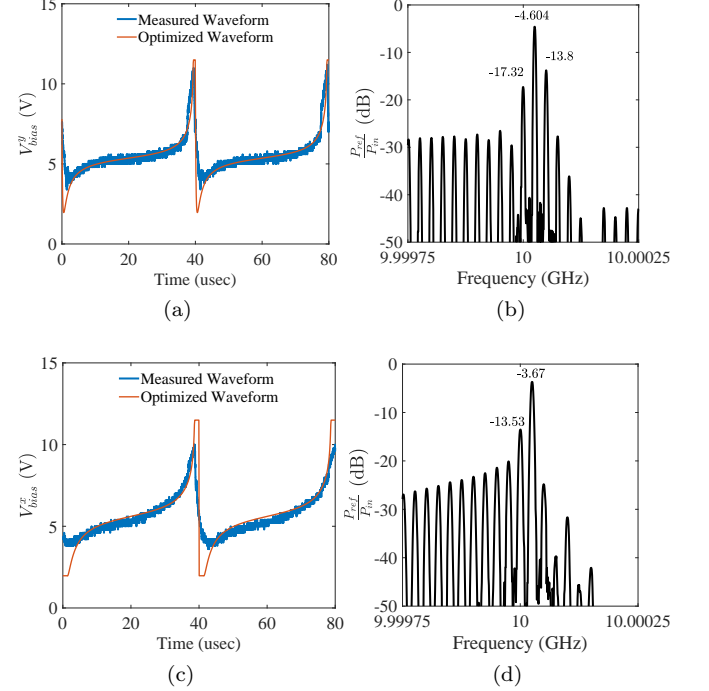 15
10
5
0
V^y_bias (V)
Measured Waveform
Optimized Waveform
0 20 40 60 80
Time (usec)
(a)
0
-10
-20
-30
-40
-50
P_ref/P_in (dB)
-4.604
-13.8
-17.32
9.99975 10 10.00025
Frequency (GHz)
(b)
15
10
5
0
V^x_bias (V)
Measured Waveform
Optimized Waveform
0 20 40 60 80
Time (usec)
(c)
0
-10
-20
-30
-40
-50
P_ref/P_in (dB)
-3.67
-13.53
9.99975 10 10.00025
Frequency (GHz)
(d)